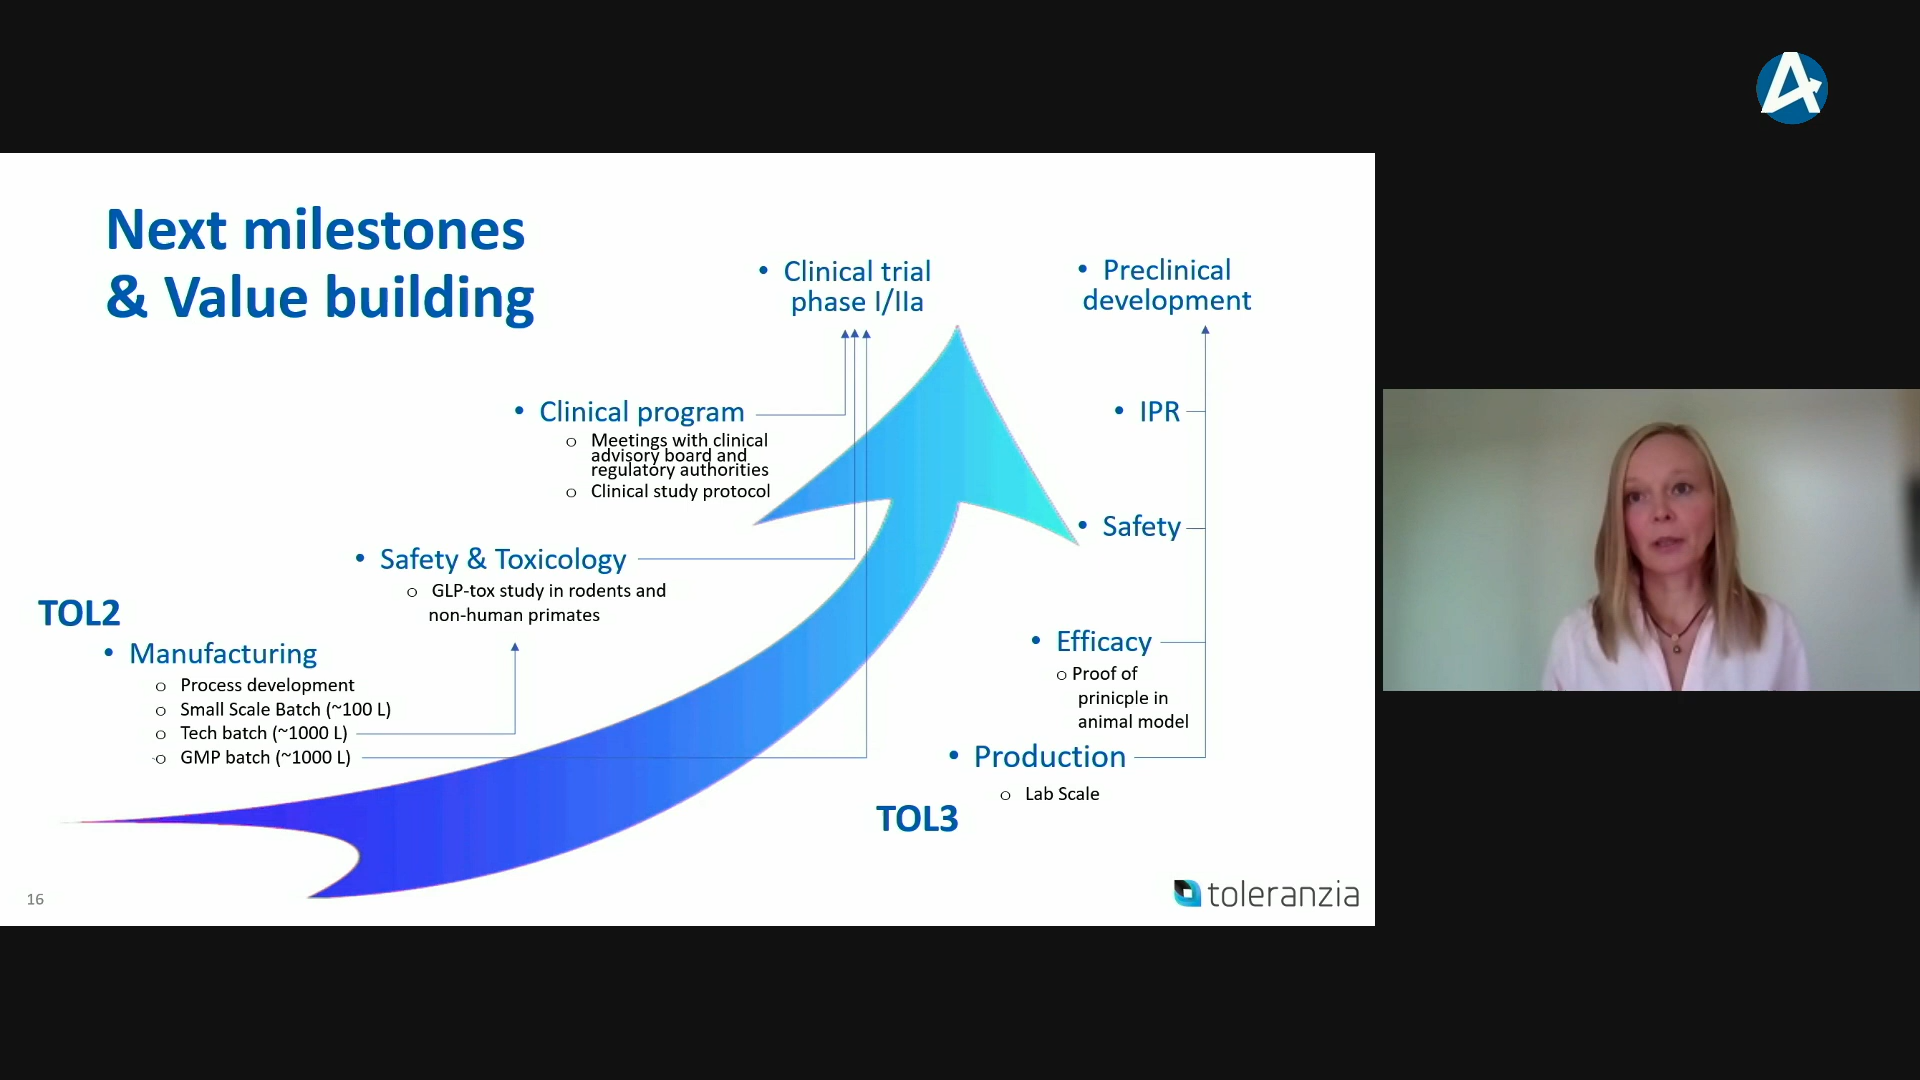 Next milestones
& Value building
• Clinical trial
phase I/IIa
• Preclinical
development
• Clinical program
o Meetings with clinical
advisory board and
regulatory authorities
o Clinical study protocol
• IPR
• Safety
• Safety & Toxicology
o GLP-tox study in rodents and
non-human primates
TOL2
• Manufacturing
o Process development
o Small Scale Batch (~100 L)
o Tech batch (~1000 L)
o GMP batch (~1000 L)
• Efficacy
o Proof of
prinicple in
animal model
• Production
o Lab Scale
TOL3
16
toleranzia